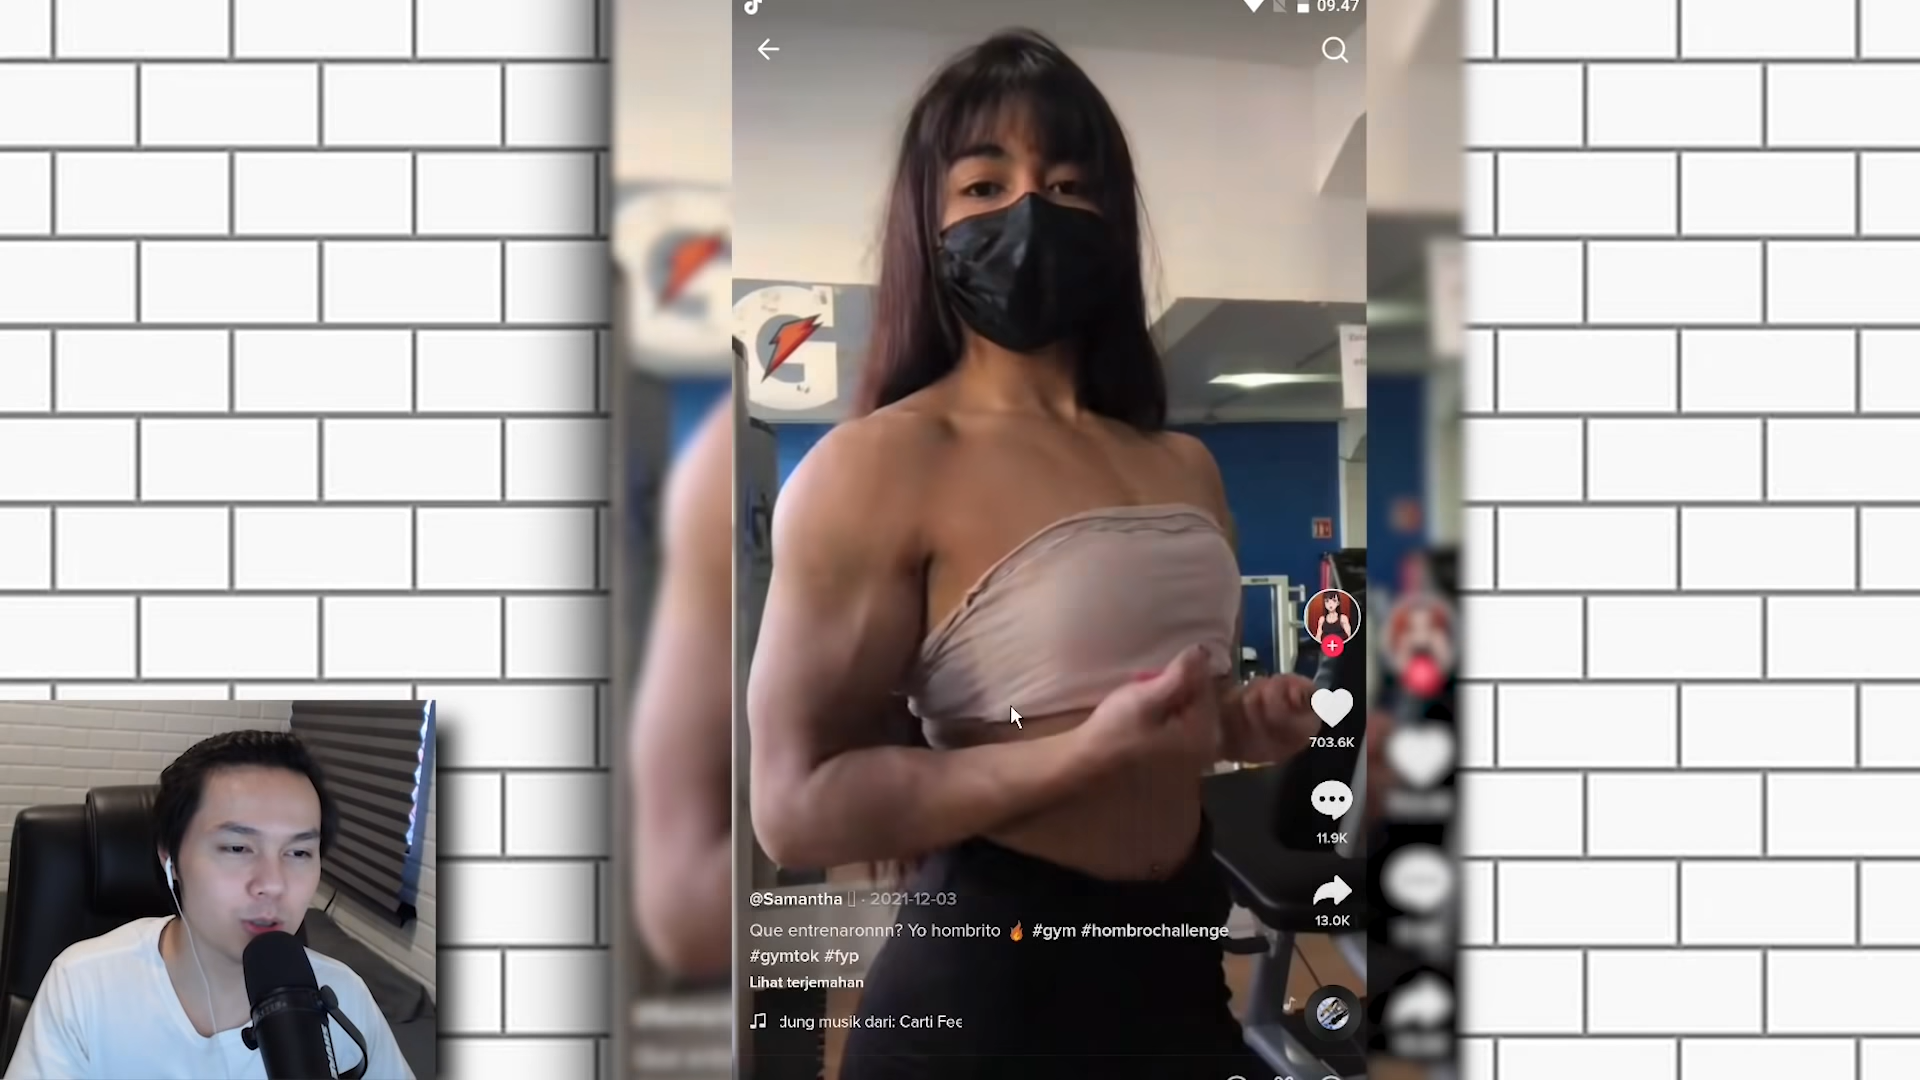 09.47
G
703.6K
11.9K
13.0K
@Samantha · 2021-12-03
Que entrenaronnn? Yo hombrito 🔥 #gym #hombrochallenge
#gymtok #fyp
Lihat terjemahan
dung musik dari: Carti Fee